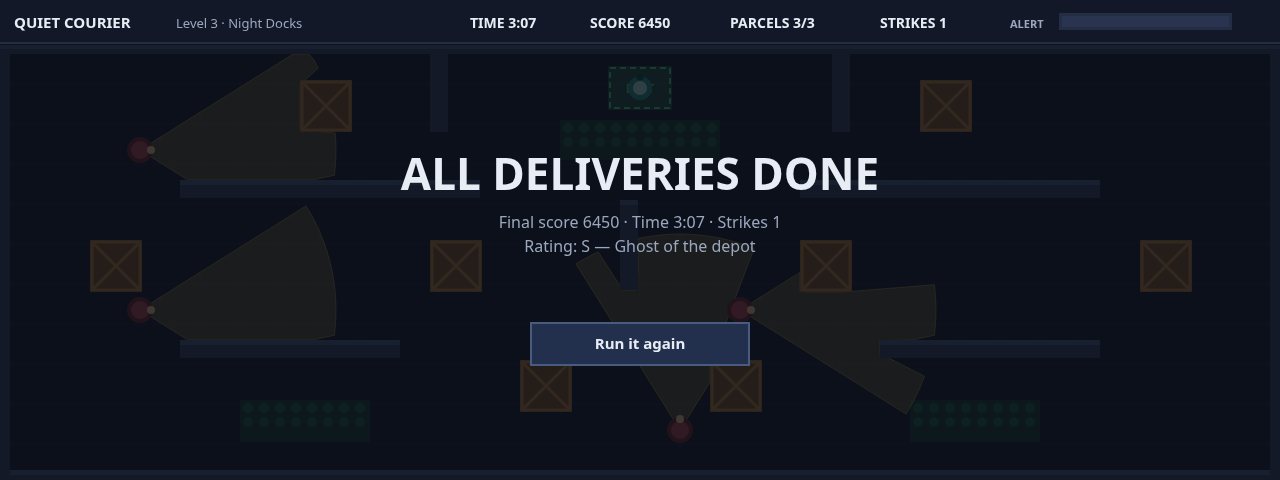 QUIET COURIER Level 3 · Night Docks TIME 3:07 SCORE 6450 PARCELS 3/3 STRIKES 1 ALERT
ALL DELIVERIES DONE
Final score 6450 · Time 3:07 · Strikes 1
Rating: S — Ghost of the depot
Run it again